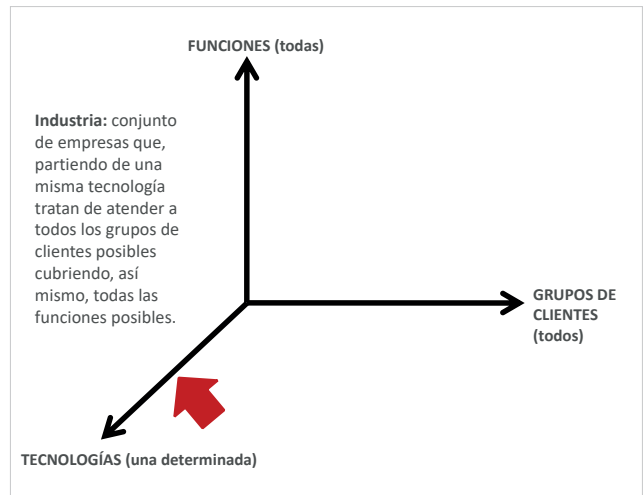 FUNCIONES (todas)
Industria: conjunto
de empresas que,
partiendo de una
misma tecnología
tratan de atender a
todos los grupos de
clientes posibles
cubriendo, así
mismo, todas las
funciones posibles.
GRUPOS DE
CLIENTES
(todos)
TECNOLOGÍAS (una determinada)